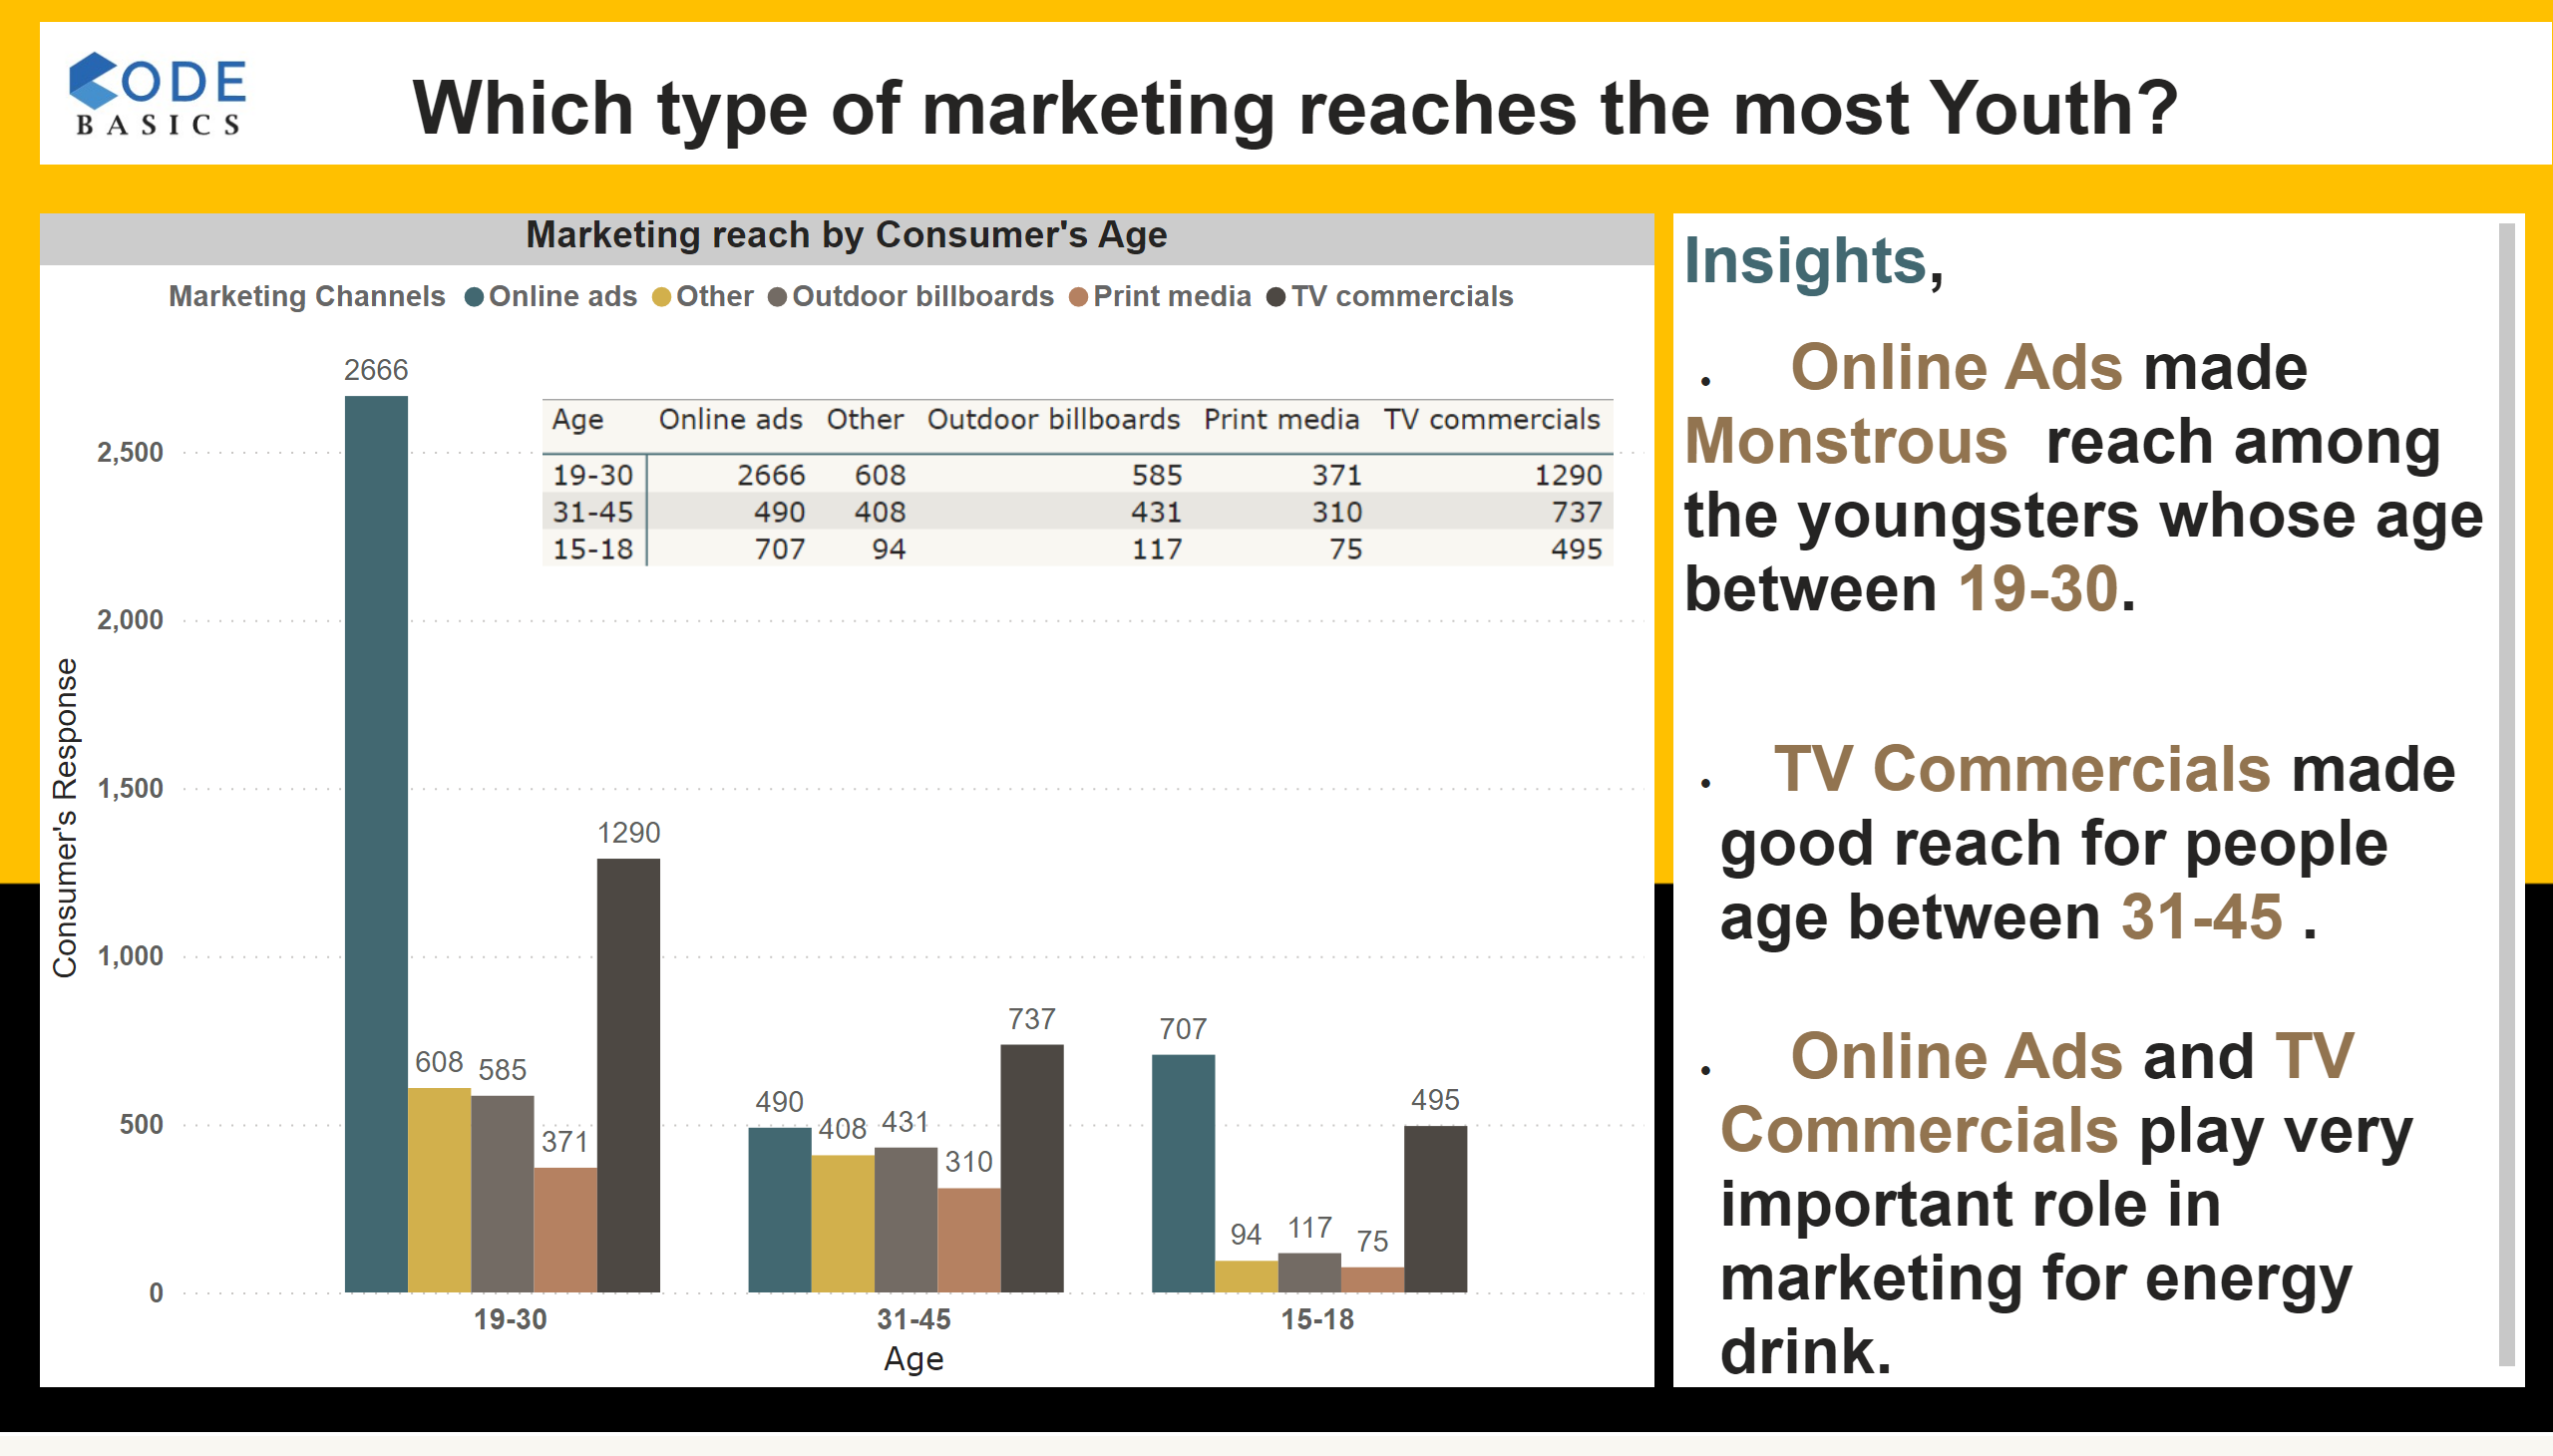 CODE
BASICS
Which type of marketing reaches the most Youth?
Marketing reach by Consumer's Age
Marketing Channels Online ads Other Outdoor billboards Print media TV commercials
Consumer's Response
2,500
2,000
1,500
1,000
500
0
2666
608
585
371
1290
490
408
431
310
737
707
94
117
75
495
19-30
31-45
15-18
Age
Age Online ads Other Outdoor billboards Print media TV commercials
19-30 2666 608 585 371 1290
31-45 490 408 431 310 737
15-18 707 94 117 75 495
Insights,
. Online Ads made
Monstrous reach among
the youngsters whose age
between 19-30.
. TV Commercials made
good reach for people
age between 31-45 .
. Online Ads and TV
Commercials play very
important role in
marketing for energy
drink.